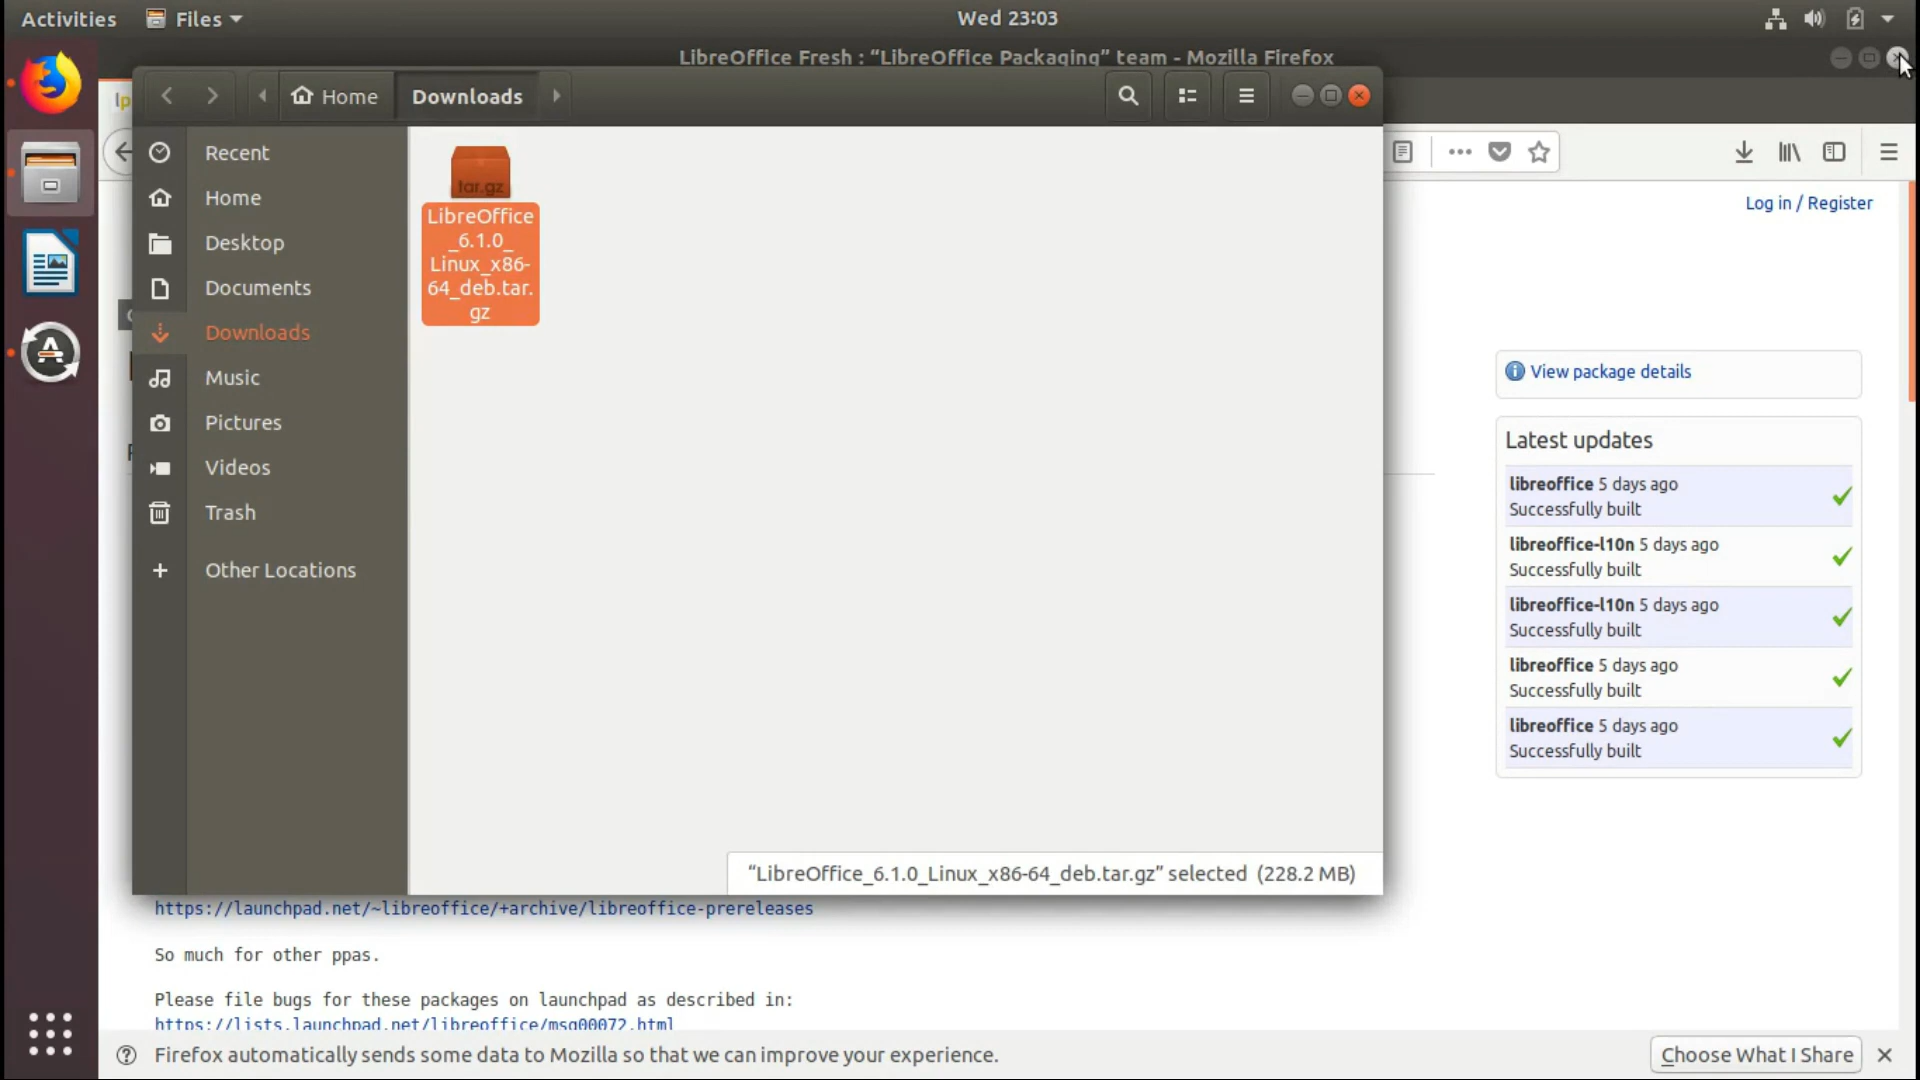 Activities
Files
Wed 23:03
LibreOffice Fresh : “LibreOffice Packaging” team - Mozilla Firefox
lp
Home
Downloads
Recent
Home
Desktop
Documents
Downloads
Music
Pictures
Videos
Trash
Other Locations
tar.gz
LibreOffice
_6.1.0_
Linux_x86-
64_deb.tar.
gz
“LibreOffice_6.1.0_Linux_x86-64_deb.tar.gz” selected (228.2 MB)
Log in / Register
View package details
Latest updates
libreoffice 5 days ago
Successfully built
libreoffice-l10n 5 days ago
Successfully built
libreoffice-l10n 5 days ago
Successfully built
libreoffice 5 days ago
Successfully built
libreoffice 5 days ago
Successfully built
https://launchpad.net/~libreoffice/+archive/libreoffice-prereleases
So much for other ppas.
Please file bugs for these packages on launchpad as described in:
https://lists.launchpad.net/libreoffice/msg00072.html
Firefox automatically sends some data to Mozilla so that we can improve your experience.
Choose What I Share